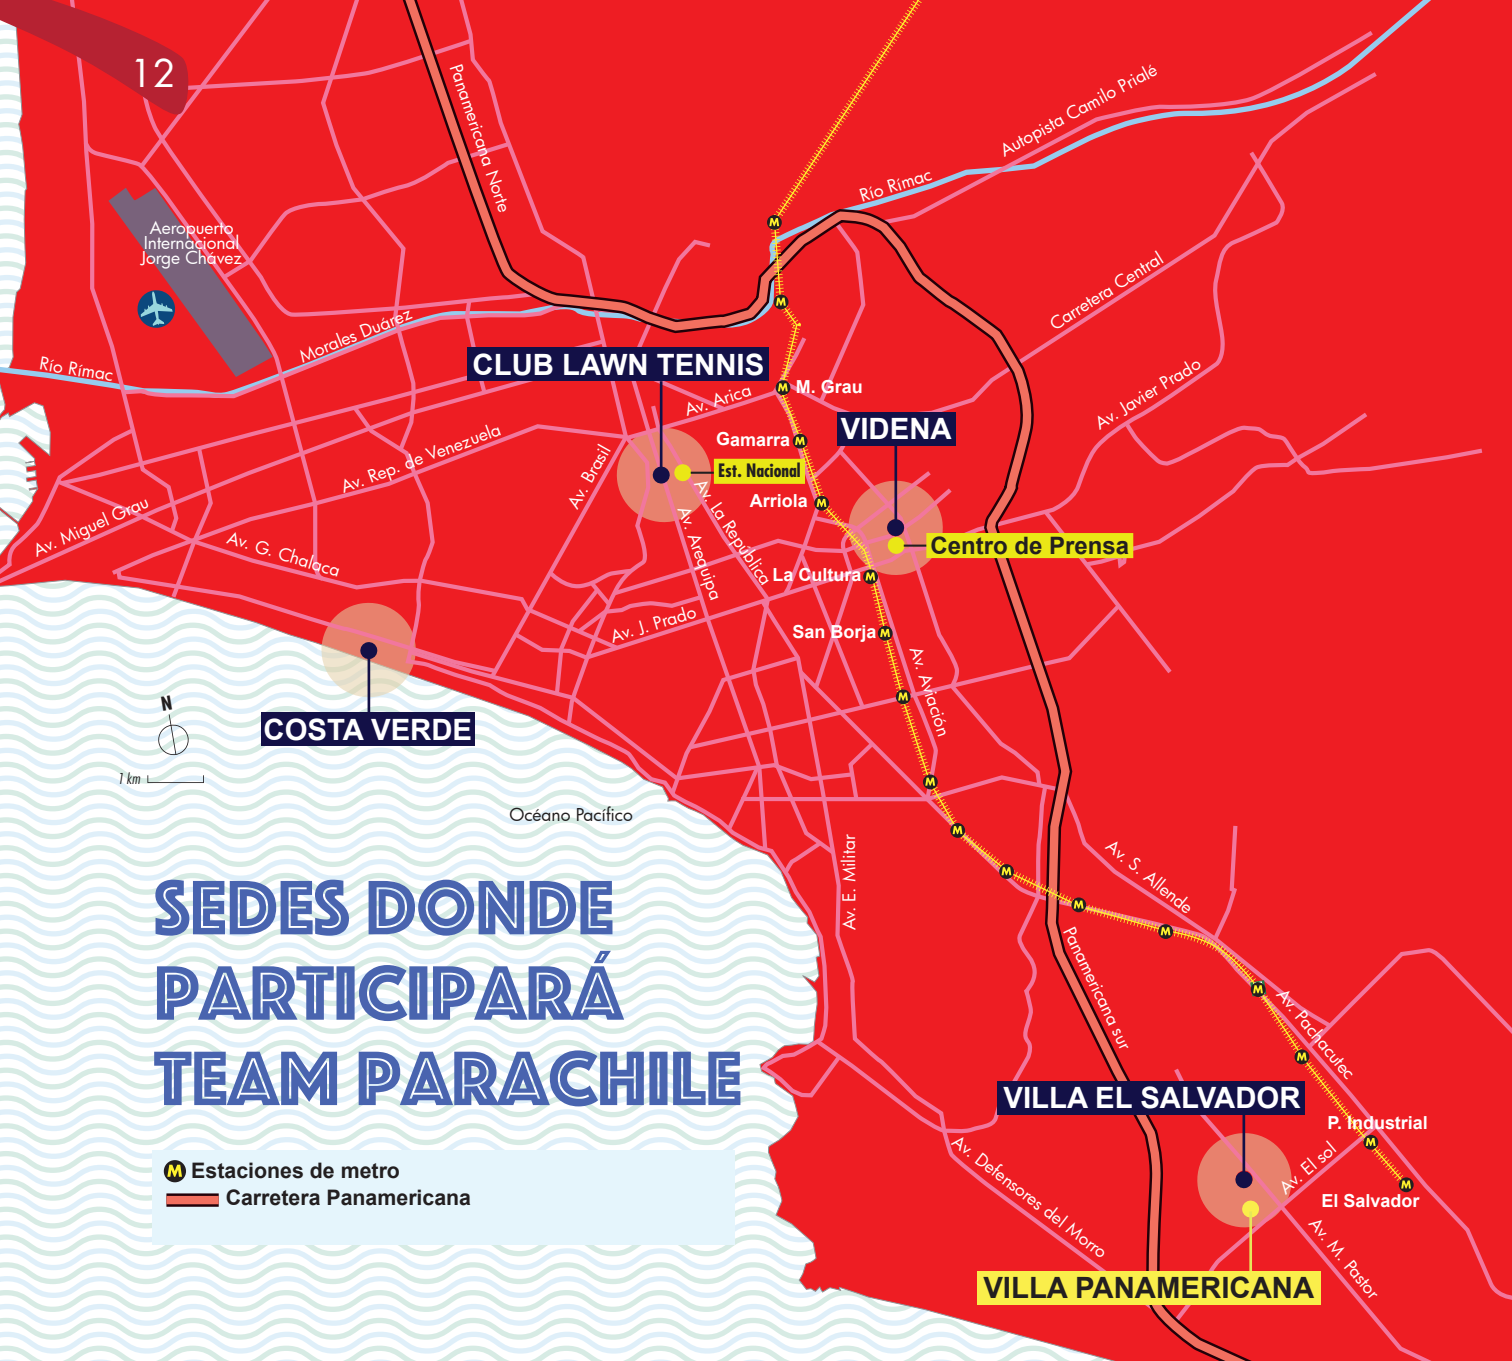 12
Panamericana Norte
Autopista Camilo Prialé
Río Rímac
Aeropuerto
Internacional
Jorge Chávez
Carretera Central
Morales Duárez
Río Rímac
CLUB LAWN TENNIS
Av. Arica
M. Grau
Av. Javier Prado
VIDENA
Gamarra
Est. Nacional
Av. Rep. de Venezuela
Av. Brasil
Arriola
Av. La República
Av. Miguel Grau
Av. G. Chalaca
Av. Arequipa
Centro de Prensa
La Cultura
Av. J. Prado
San Borja
Av. Aviación
COSTA VERDE
N
1 km
Océano Pacífico
Av. E. Militar
Av. S. Allende
SEDES DONDE
PARTICIPARÁ
TEAM PARACHILE
Panamericana sur
Av. Pachacutec
VILLA EL SALVADOR
P. Industrial
Av. El sol
El Salvador
Av. Defensores del Morro
Av. M. Pastor
VILLA PANAMERICANA
M Estaciones de metro
Carretera Panamericana